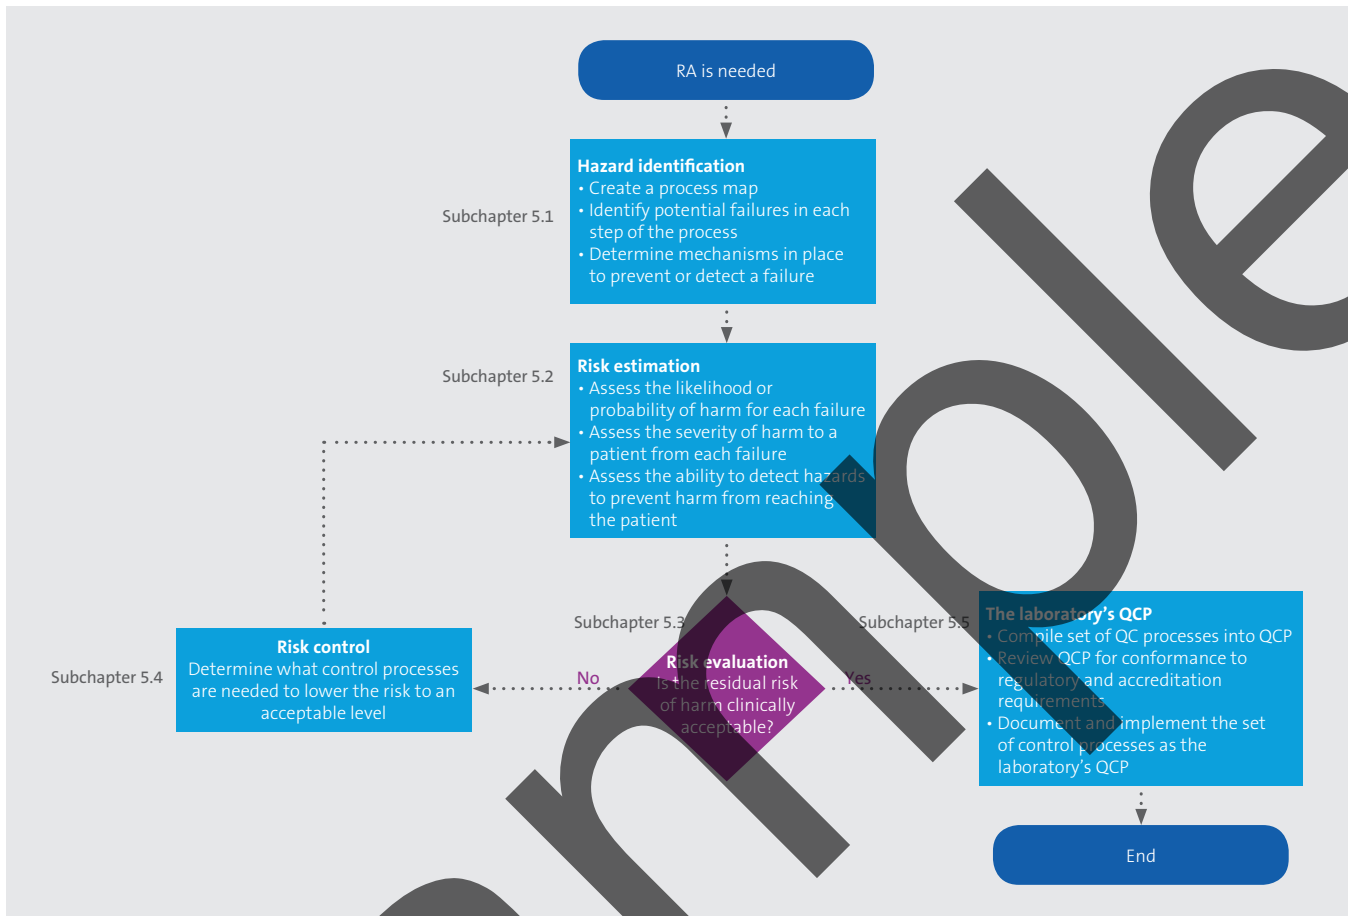 RA is needed
Subchapter 5.1
Hazard identification
• Create a process map
• Identify potential failures in each
step of the process
• Determine mechanisms in place
to prevent or detect a failure
Subchapter 5.2
Risk estimation
• Assess the likelihood or
probability of harm for each failure
• Assess the severity of harm to a
patient from each failure
• Assess the ability to detect hazards
to prevent harm from reaching
the patient
Subchapter 5.3
Risk evaluation
Is the residual risk
of harm clinically
acceptable?
No
Yes
Subchapter 5.4
Risk control
Determine what control processes
are needed to lower the risk to an
acceptable level
Subchapter 5.5
The laboratory's QCP
• Compile set of QC processes into QCP
• Review QCP for conformance to
regulatory and accreditation
requirements
• Document and implement the set
of control processes as the
laboratory's QCP
End
mple